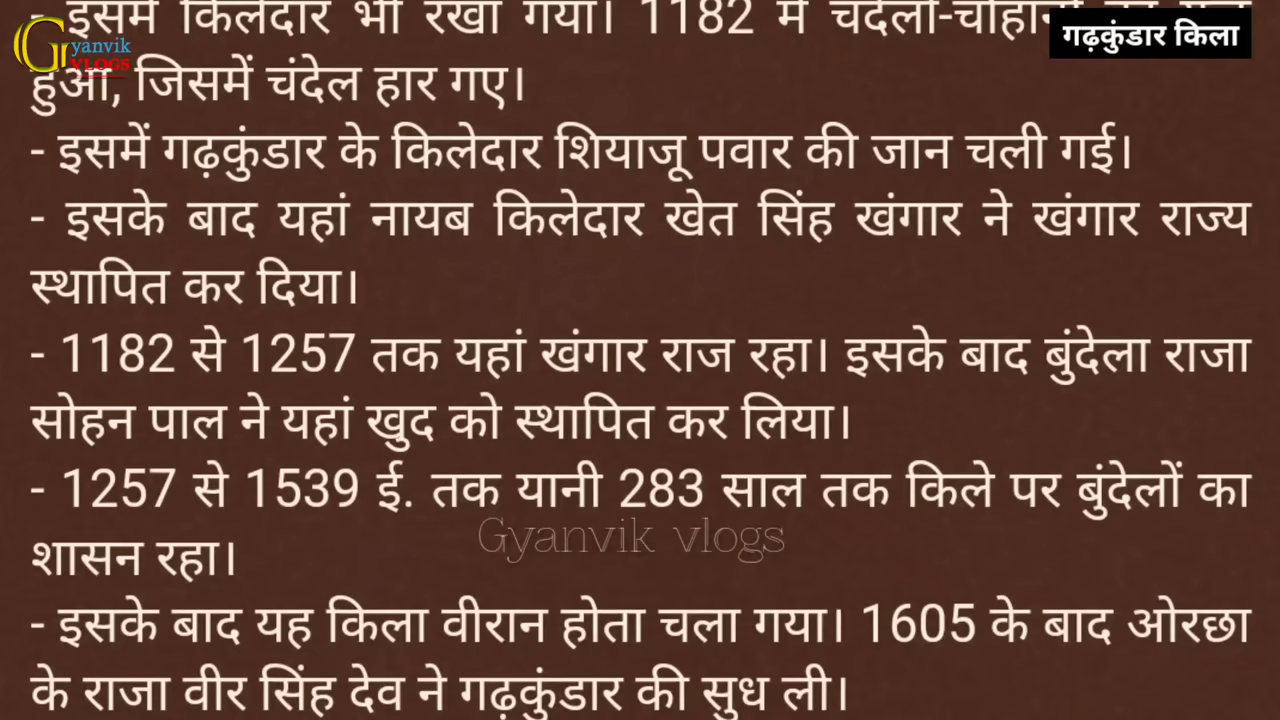 - इसमें किलेदार भी रखा गया। 1182 में चंदेलों-चौहानों
गढ़कुंडार किला
Gyanvik
VLOGS
हुआ, जिसमें चंदेल हार गए।
- इसमें गढ़कुंडार के किलेदार शियाजू पवार की जान चली गई।
- इसके बाद यहां नायब किलेदार खेत सिंह खंगार ने खंगार राज्य
स्थापित कर दिया।
- 1182 से 1257 तक यहां खंगार राज रहा। इसके बाद बुंदेला राजा
सोहन पाल ने यहां खुद को स्थापित कर लिया।
- 1257 से 1539 ई. तक यानी 283 साल तक किले पर बुंदेलों का
Gyanvik vlogs
शासन रहा।
- इसके बाद यह किला वीरान होता चला गया। 1605 के बाद ओरछा
के राजा वीर सिंह देव ने गढ़कुंडार की सुध ली।